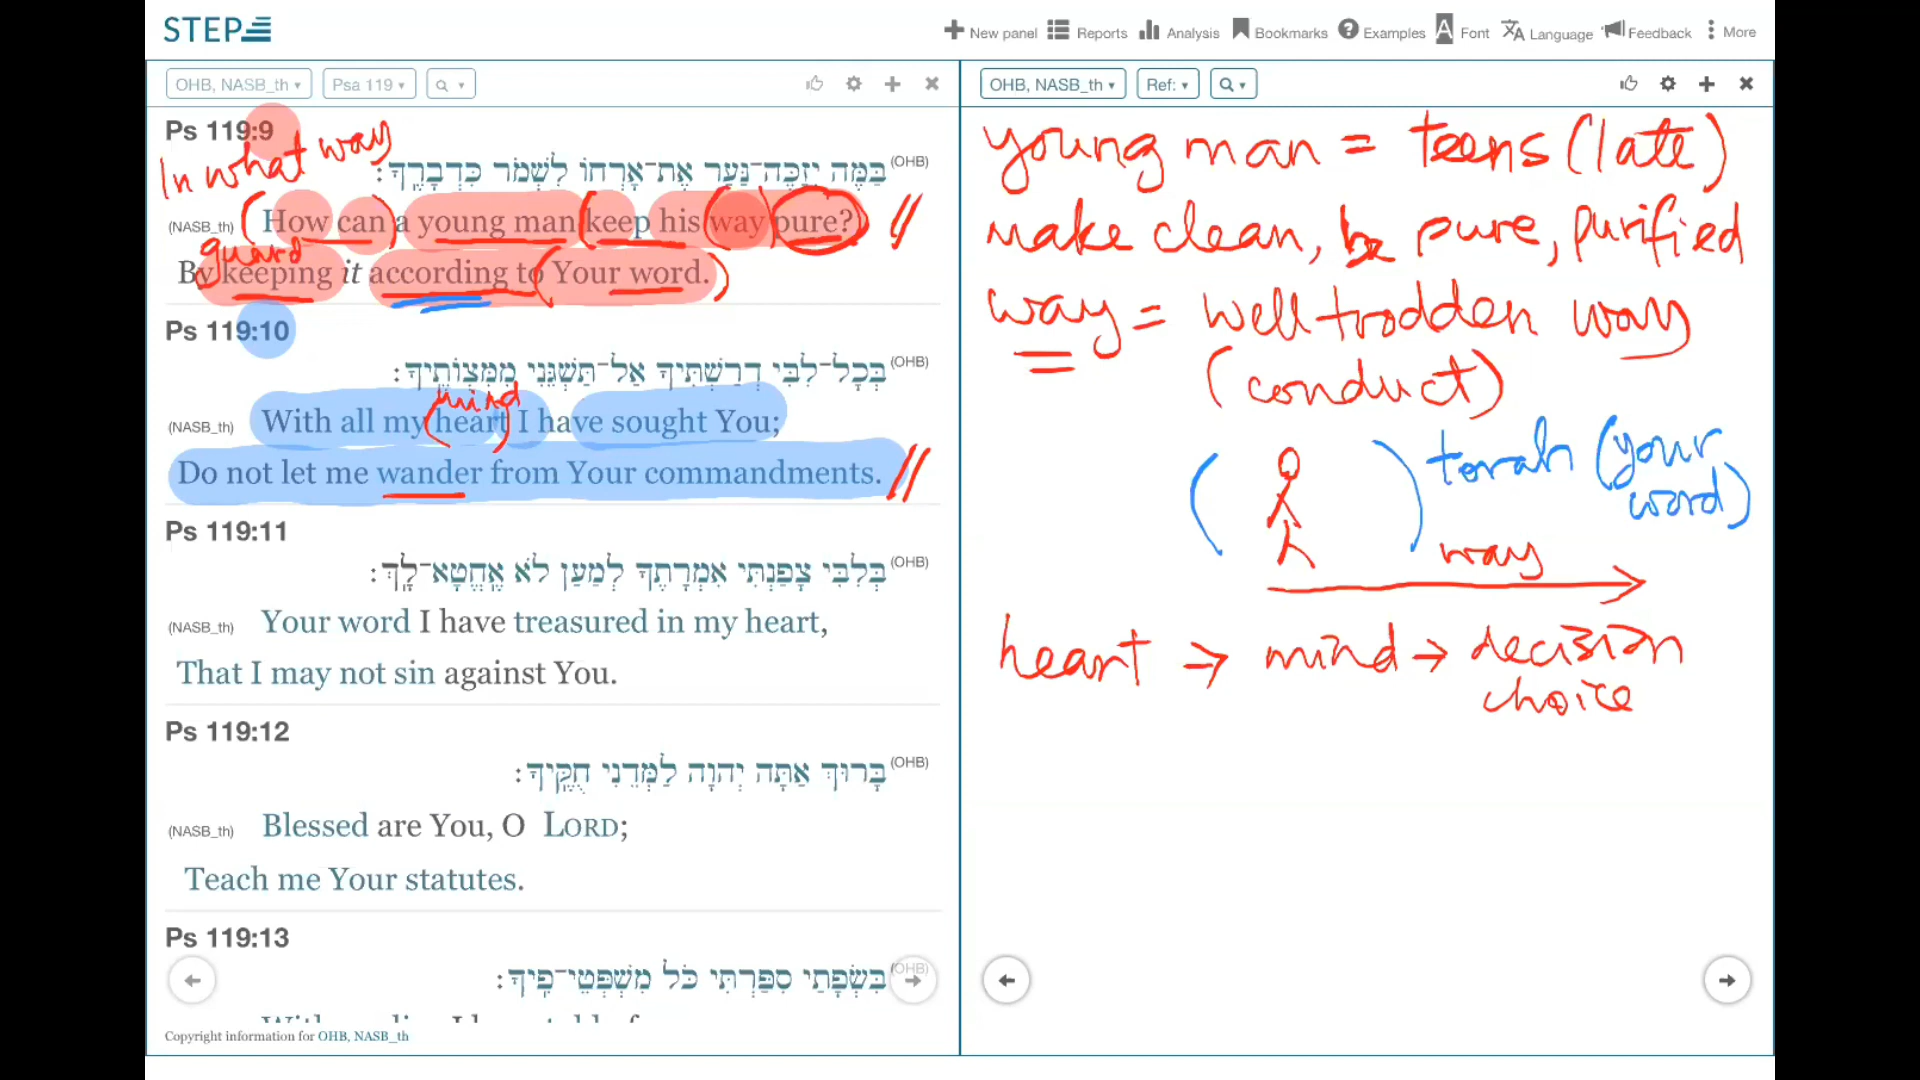 STEP
New panel Reports Analysis Bookmarks Examples Font Language Feedback More
OHB, NASB_th Psa 119
Ps 119:9
In what way
בַּמֶּה יְזַכֶּה־נַּעַר אֶת־אָרְחוֹ לִשְׁמֹר כִּדְבָרֶךָ׃ (OHB)
(NASB_th) How can a young man keep his way pure?
guard
By keeping it according to Your word.
Ps 119:10
בְּכָל־לִבִּי דְרַשְׁתִּיךָ אַל־תַּשְׁגֵּנִי מִמִּצְוֹתֶיךָ׃ (OHB)
mind
(NASB_th) With all my heart I have sought You;
Do not let me wander from Your commandments.
Ps 119:11
בְּלִבִּי צָפַנְתִּי אִמְרָתֶךָ לְמַעַן לֹא אֶחֱטָא־לָךְ׃ (OHB)
(NASB_th) Your word I have treasured in my heart,
That I may not sin against You.
Ps 119:12
בָּרוּךְ אַתָּה יְהוָה לַמְּדֵנִי חֻקֶּיךָ׃ (OHB)
(NASB_th) Blessed are You, O LORD;
Teach me Your statutes.
Ps 119:13
בִּשְׂפָתַי סִפַּרְתִּי כֹּל מִשְׁפְּטֵי־פִיךָ׃ (OHB)
Copyright information for OHB, NASB_th
OHB, NASB_th Ref:
young man = teens (late)
make clean, be pure, purified
way = well trodden way
(conduct)
torah (your
word)
way
heart → mind → decision
choice